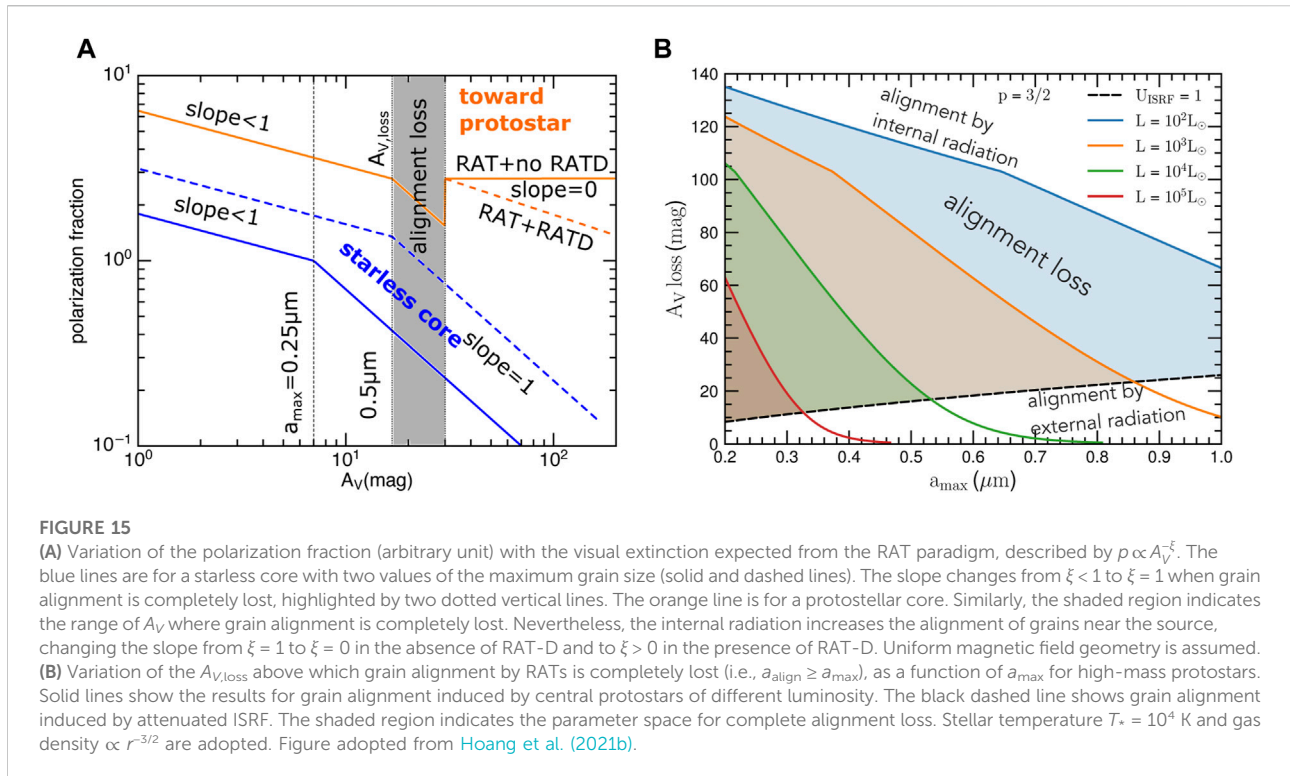 A
toward
protostar
slope<1
A_V,loss
alignment loss
RAT+no RATD
slope=0
RAT+RATD
slope<1
starless core
slope=1
a_max=0.25μm
0.5μm
polarization fraction
10^1
10^0
10^-1
10^0
10^1
10^2
A_V(mag)
B
p = 3/2
U_ISRF = 1
L = 10^2L_⊙
L = 10^3L_⊙
L = 10^4L_⊙
L = 10^5L_⊙
alignment by
internal radiation
alignment loss
alignment by
external radiation
A_V loss (mag)
140
120
100
80
60
40
20
0
0.2 0.3 0.4 0.5 0.6 0.7 0.8 0.9 1.0
a_max (μm)
FIGURE 15
(A) Variation of the polarization fraction (arbitrary unit) with the visual extinction expected from the RAT paradigm, described by p ∝ A_V^−ξ. The
blue lines are for a starless core with two values of the maximum grain size (solid and dashed lines). The slope changes from ξ < 1 to ξ = 1 when grain
alignment is completely lost, highlighted by two dotted vertical lines. The orange line is for a protostellar core. Similarly, the shaded region indicates
the range of A_V where grain alignment is completely lost. Nevertheless, the internal radiation increases the alignment of grains near the source,
changing the slope from ξ = 1 to ξ = 0 in the absence of RAT-D and to ξ > 0 in the presence of RAT-D. Uniform magnetic field geometry is assumed.
(B) Variation of the A_V,loss above which grain alignment by RATs is completely lost (i.e., a_align ≥ a_max), as a function of a_max for high-mass protostars.
Solid lines show the results for grain alignment induced by central protostars of different luminosity. The black dashed line shows grain alignment
induced by attenuated ISRF. The shaded region indicates the parameter space for complete alignment loss. Stellar temperature T_* = 10^4 K and gas
density ∝ r^−3/2 are adopted. Figure adopted from Hoang et al. (2021b).